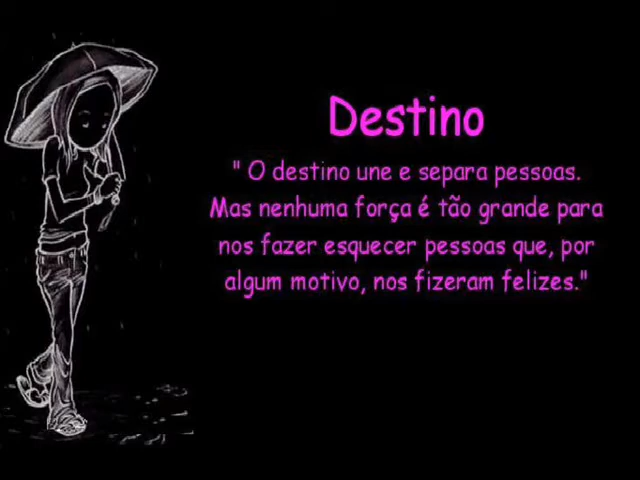 Destino
" O destino une e separa pessoas.
Mas nenhuma força é tão grande para
nos fazer esquecer pessoas que, por
algum motivo, nos fizeram felizes."